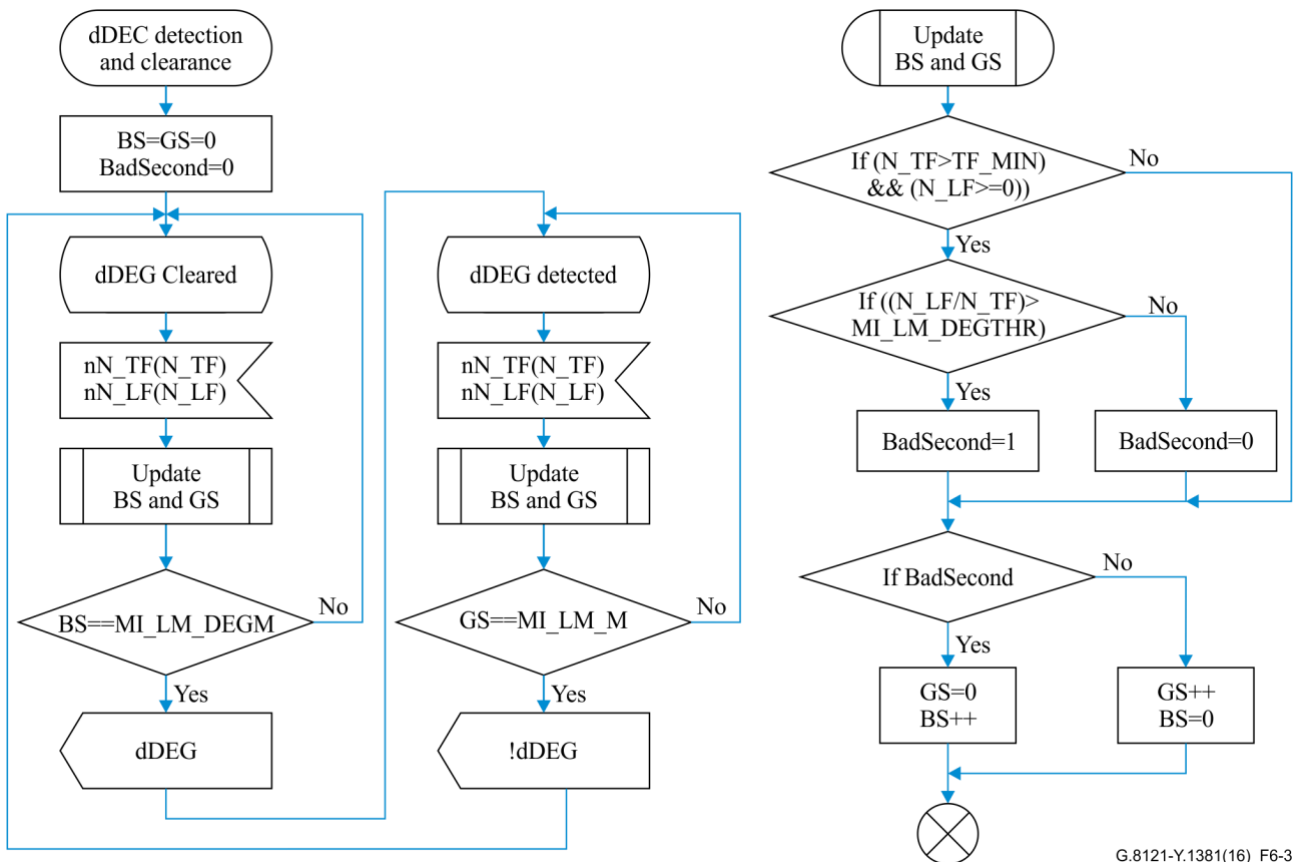 dDEC detection
and clearance
BS=GS=0
BadSecond=0
dDEG Cleared
nN_TF(N_TF)
nN_LF(N_LF)
Update
BS and GS
BS==MI_LM_DEGM
No
Yes
dDEG
dDEG detected
nN_TF(N_TF)
nN_LF(N_LF)
Update
BS and GS
GS==MI_LM_M
No
Yes
!dDEG
Update
BS and GS
If (N_TF>TF_MIN)
&& (N_LF>=0))
No
Yes
If ((N_LF/N_TF)>
MI_LM_DEGTHR)
No
Yes
BadSecond=1
BadSecond=0
If BadSecond
No
Yes
GS=0
BS++
GS++
BS=0
G.8121-Y.1381(16)_F6-3